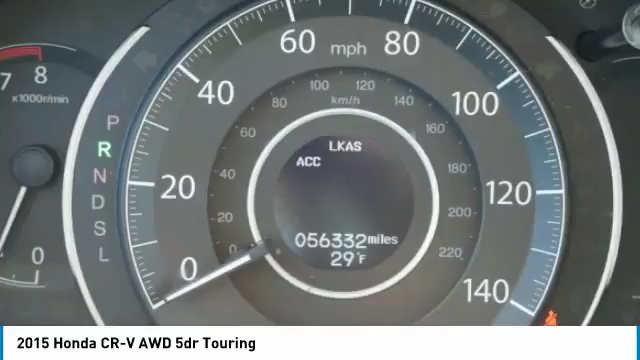 60 mph 80
7 8
x1000r/min
40
100 120
80 140
km/h
100
P
R
N
D
S
L
60
160
LKAS
ACC
20
40
180
120
20
200
056332miles
29°F
0
0
0
220
140
2015 Honda CR-V AWD 5dr Touring